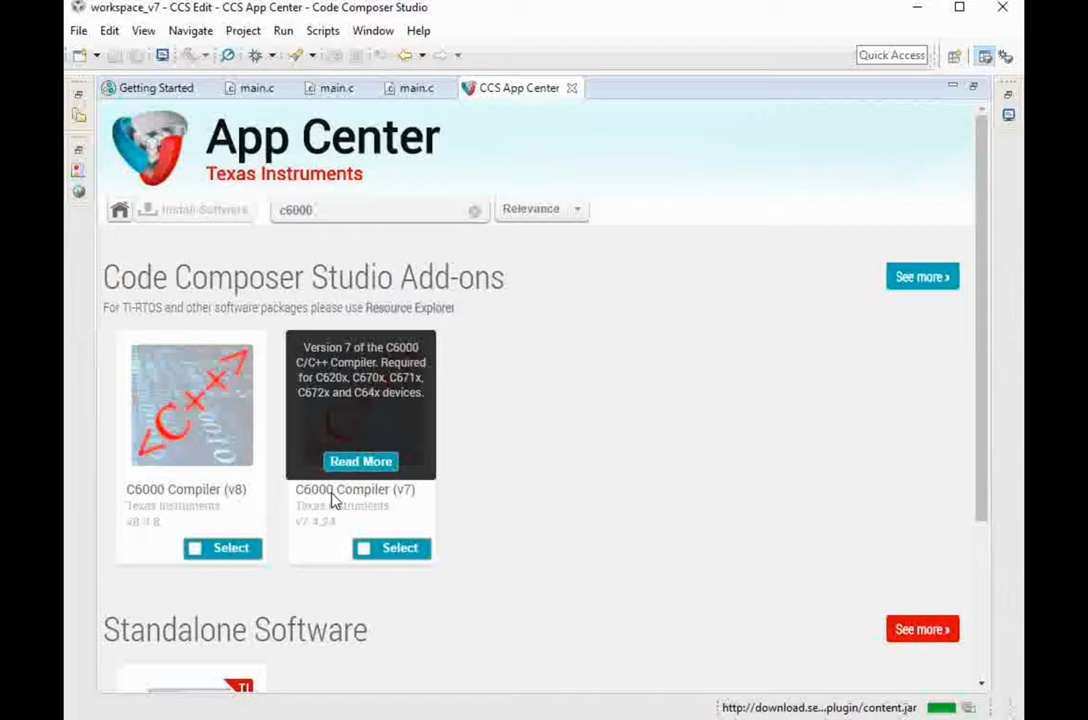 workspace_v7 - CCS Edit - CCS App Center - Code Composer Studio
File Edit View Navigate Project Run Scripts Window Help
Quick Access
Getting Started main.c main.c main.c CCS App Center
App Center
Texas Instruments
Install Software c6000 Relevance
Code Composer Studio Add-ons See more »
For TI-RTOS and other software packages please use Resource Explorer
Version 7 of the C6000
C/C++ Compiler. Required
for C620x, C670x, C671x,
C672x and C64x devices.
Read More
C6000 Compiler (v8) C6000 Compiler (v7)
Texas Instruments Texas Instruments
v7.4.24
Select Select
Standalone Software See more »
TI
http://download.se...plugin/content.jar